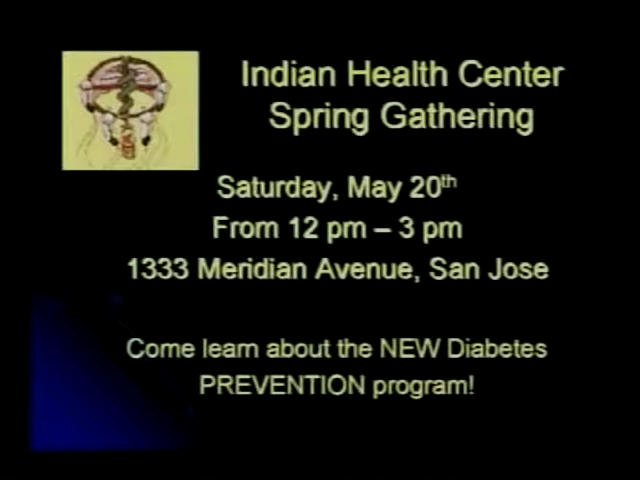 Indian Health Center
Spring Gathering
Saturday, May 20th
From 12 pm – 3 pm
1333 Meridian Avenue, San Jose
Come learn about the NEW Diabetes
PREVENTION program!